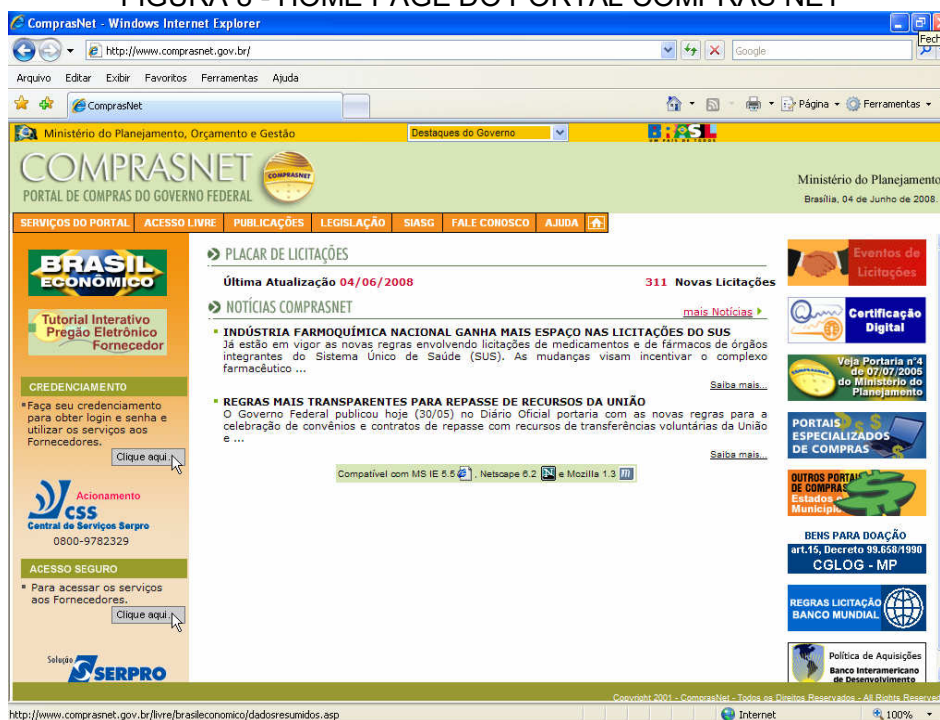 FIGURA 6 - HOME PAGE DO PORTAL COMPRAS NET
ComprasNet - Windows Internet Explorer
Fech
http://www.comprasnet.gov.br/
Google
Arquivo Editar Exibir Favoritos Ferramentas Ajuda
ComprasNet
Página Ferramentas
Ministério do Planejamento, Orçamento e Gestão
Destaques do Governo
BRASIL
UM PAÍS DE TODOS
COMPRASNET
COMPRASNET
PORTAL DE COMPRAS DO GOVERNO FEDERAL
Ministério do Planejamento
Brasília, 04 de Junho de 2008.
SERVIÇOS DO PORTAL ACESSO LIVRE PUBLICAÇÕES LEGISLAÇÃO SIASG FALE CONOSCO AJUDA
BRASIL
ECONÔMICO
Tutorial Interativo
Pregão Eletrônico
Fornecedor
CREDENCIAMENTO
Faça seu credenciamento
para obter login e senha e
utilizar os serviços aos
Fornecedores.
Clique aqui
Acionamento
CSS
Central de Serviços Serpro
0800-9782329
ACESSO SEGURO
Para acessar os serviços
aos Fornecedores.
Clique aqui
Solução
SERPRO
PLACAR DE LICITAÇÕES
Última Atualização 04/06/2008
311 Novas Licitações
NOTÍCIAS COMPRASNET
mais Notícias
INDÚSTRIA FARMOQUÍMICA NACIONAL GANHA MAIS ESPAÇO NAS LICITAÇÕES DO SUS
Já estão em vigor as novas regras envolvendo licitações de medicamentos e de fármacos de órgãos
integrantes do Sistema Único de Saúde (SUS). As mudanças visam incentivar o complexo
farmacêutico ...
Saiba mais...
REGRAS MAIS TRANSPARENTES PARA REPASSE DE RECURSOS DA UNIÃO
O Governo Federal publicou hoje (30/05) no Diário Oficial portaria com as novas regras para a
celebração de convênios e contratos de repasse com recursos de transferências voluntárias da União
e ...
Saiba mais...
Compatível com MS IE 5.5 , Netscape 6.2 e Mozilla 1.3
Eventos de
Licitações
Certificação
Digital
Veja Portaria n°4
de 07/07/2005
do Ministério do
Planejamento
PORTAIS
ESPECIALIZADOS
DE COMPRAS
OUTROS PORTAIS
DE COMPRAS
Estados e
Municípios
BENS PARA DOAÇÃO
art.15, Decreto 99.658/1990
CGLOG - MP
REGRAS LICITAÇÃO
BANCO MUNDIAL
Política de Aquisições
Banco Interamericano
de Desenvolvimento
Copyright 2001 - ComprasNet - Todos os Direitos Reservados - All Rights Reserved
http://www.comprasnet.gov.br/livre/brasileconomico/dadosresumidos.asp
Internet
100%